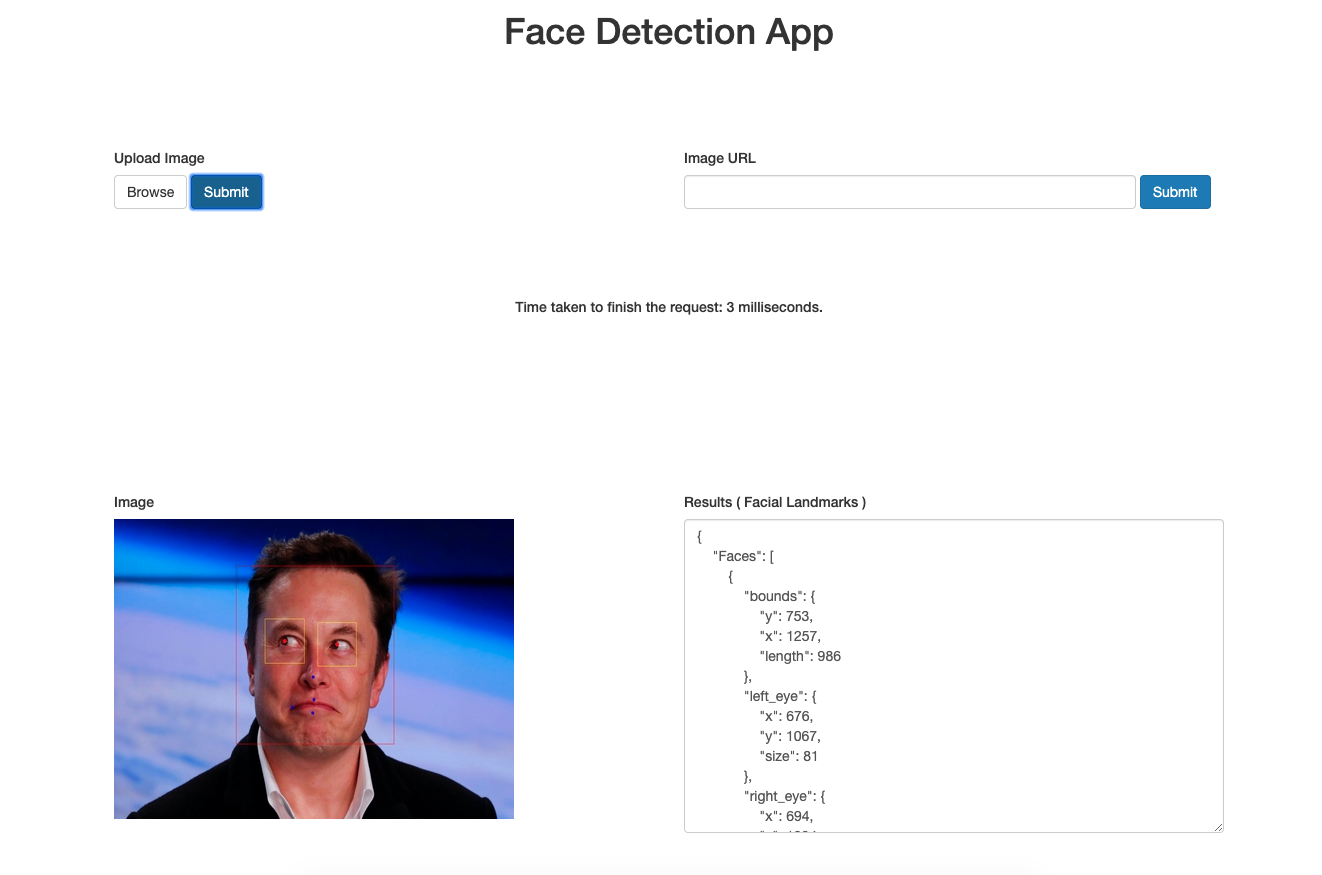 Face Detection App
Upload Image
Image URL
Browse
Submit
Submit
Time taken to finish the request: 3 milliseconds.
Image
Results ( Facial Landmarks )
{
"Faces": [
{
"bounds": {
"y": 753,
"x": 1257,
"length": 986
},
"left_eye": {
"x": 676,
"y": 1067,
"size": 81
},
"right_eye": {
"x": 694,